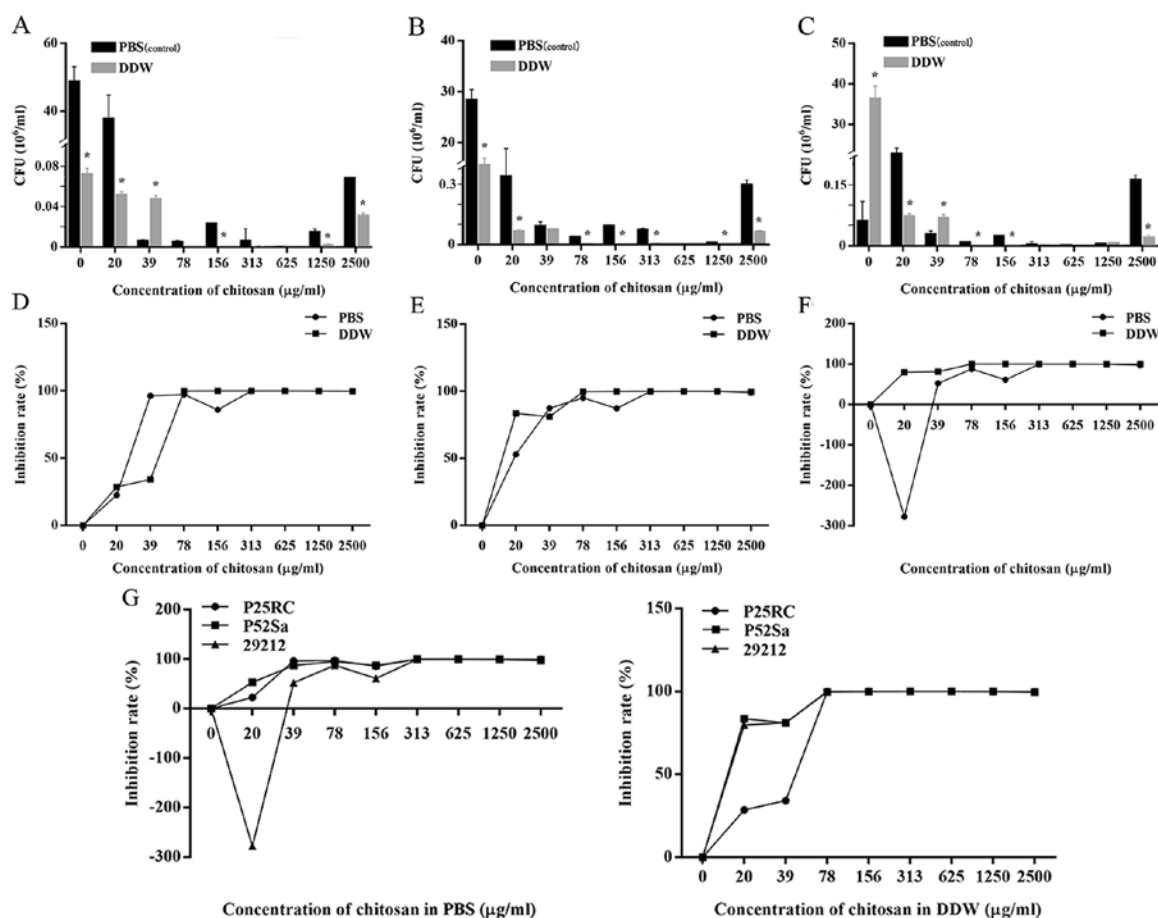 A
PBS(control)
DDW
CFU (10⁶/ml)
60
40
0.08
0.04
0
*
*
*
*
*
*
0 20 39 78 156 313 625 1250 2500
Concentration of chitosan (μg/ml)
B
PBS(control)
DDW
CFU (10⁶/ml)
40
30
20
0.3
0
*
*
*
*
*
*
*
0 20 39 78 156 313 625 1250 2500
Concentration of chitosan (μg/ml)
C
PBS(control)
DDW
CFU (10⁶/ml)
50
40
30
0.15
0
*
*
*
*
*
*
0 20 39 78 156 313 625 1250 2500
Concentration of chitosan (μg/ml)
D
PBS
DDW
Inhibition rate (%)
150
100
50
0
0 20 39 78 156 313 625 1250 2500
Concentration of chitosan (μg/ml)
E
PBS
DDW
Inhibition rate (%)
150
100
50
0
0 20 39 78 156 313 625 1250 2500
Concentration of chitosan (μg/ml)
F
PBS
DDW
Inhibition rate (%)
200
100
0
-100
-200
-300
0 20 39 78 156 313 625 1250 2500
Concentration of chitosan (μg/ml)
G
P25RC
P52Sa
29212
Inhibition rate (%)
200
100
0
-100
-200
-300
0 20 39 78 156 313 625 1250 2500
Concentration of chitosan in PBS (μg/ml)
P25RC
P52Sa
29212
Inhibition rate (%)
150
100
50
0
0 20 39 78 156 313 625 1250 2500
Concentration of chitosan in DDW (μg/ml)